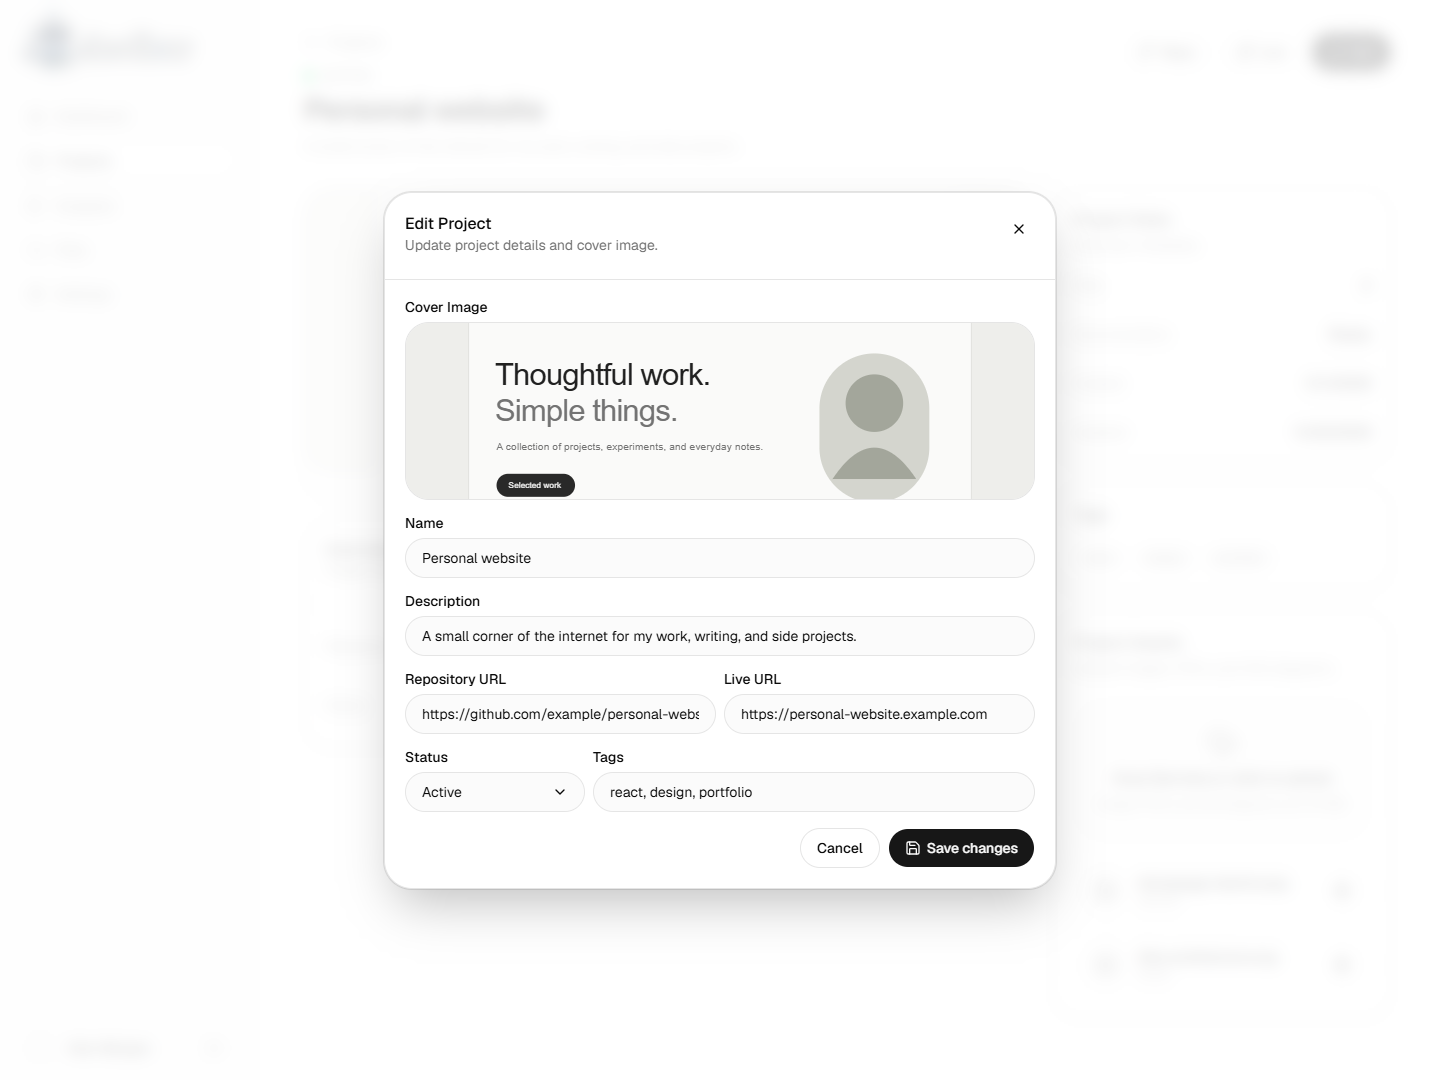 Edit Project
Update project details and cover image.
Cover Image
Thoughtful work.
Simple things.
A collection of projects, experiments, and everyday notes.
Selected work
Name
Personal website
Description
A small corner of the internet for my work, writing, and side projects.
Repository URL
Live URL
https://github.com/example/personal-webs
https://personal-website.example.com
Status
Tags
Active
react, design, portfolio
Cancel
Save changes